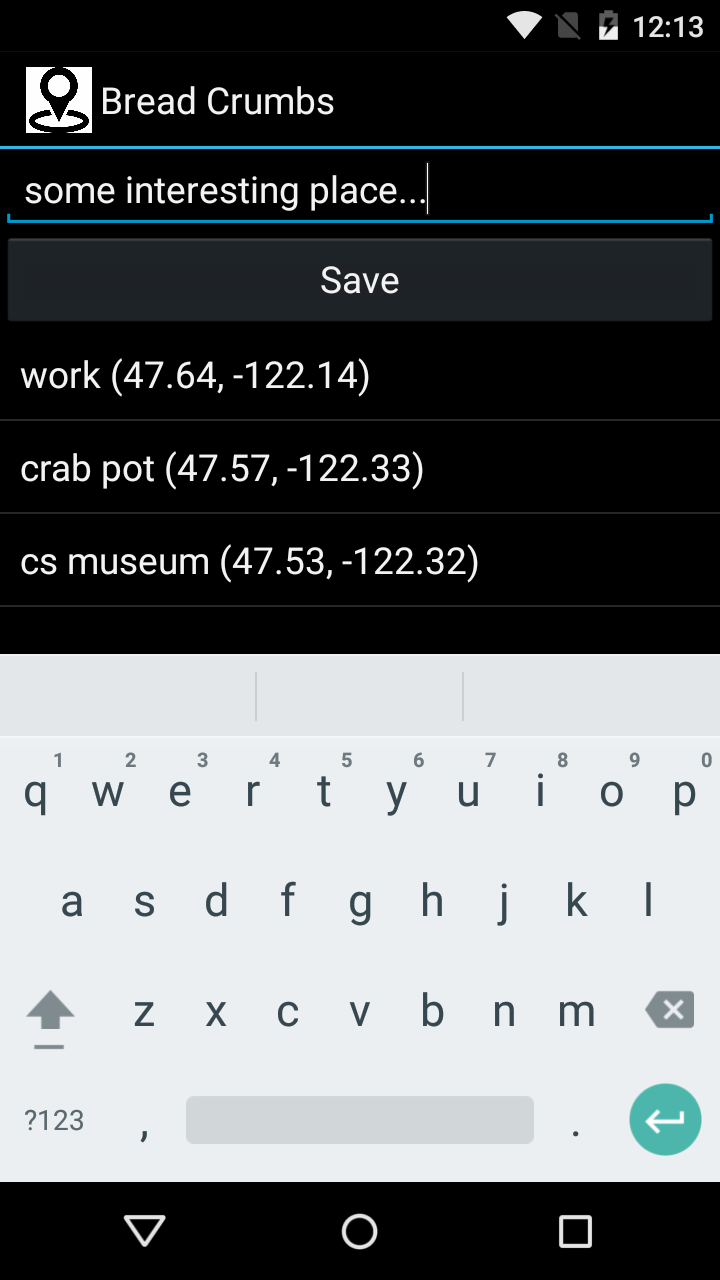 12:13
Bread Crumbs
some interesting place...
Save
work (47.64, -122.14)
crab pot (47.57, -122.33)
cs museum (47.53, -122.32)
1 2 3 4 5 6 7 8 9 0
q w e r t y u i o p
a s d f g h j k l
z x c v b n m
?123 , .